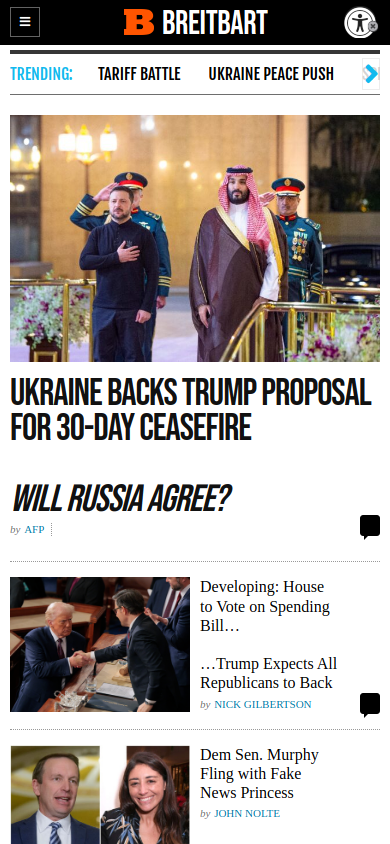 BREITBART
TRENDING:
TARIFF BATTLE
UKRAINE PEACE PUSH
UKRAINE BACKS TRUMP PROPOSAL
FOR 30-DAY CEASEFIRE
WILL RUSSIA AGREE?
by AFP
Developing: House
to Vote on Spending
Bill…
…Trump Expects All
Republicans to Back
by NICK GILBERTSON
Dem Sen. Murphy
Fling with Fake
News Princess
by JOHN NOLTE